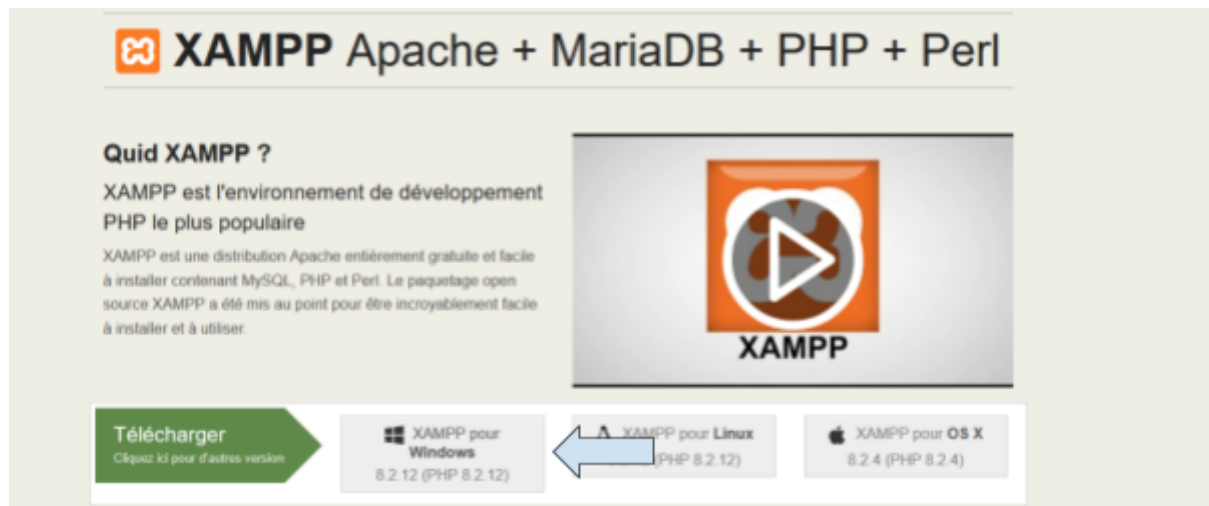 XAMPP Apache + MariaDB + PHP + Perl
Quid XAMPP ?
XAMPP est l'environnement de développement
PHP le plus populaire
XAMPP est une distribution Apache entièrement gratuite et facile
à installer contenant MySQL, PHP et Perl. Le paquetage open
source XAMPP a été mis au point pour être incroyablement facile
à installer et à utiliser.
XAMPP
Télécharger
Cliquez ici pour d'autres version
XAMPP pour
Windows
8.2.12 (PHP 8.2.12)
XAMPP pour Linux
(PHP 8.2.12)
XAMPP pour OS X
8.2.4 (PHP 8.2.4)